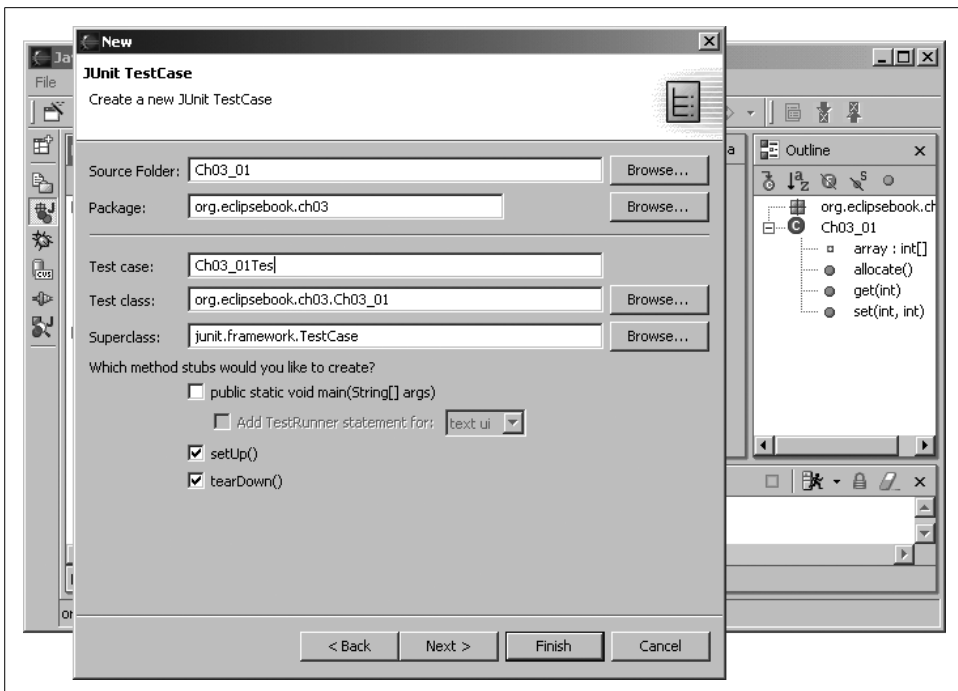 New
JUnit TestCase
Create a new JUnit TestCase
Source Folder: Ch03_01 Browse...
Package: org.eclipsebook.ch03 Browse...
Test case: Ch03_01Tes
Test class: org.eclipsebook.ch03.Ch03_01 Browse...
Superclass: junit.framework.TestCase Browse...
Which method stubs would you like to create?
public static void main(String[] args)
Add TestRunner statement for: text ui
setUp()
tearDown()
< Back Next > Finish Cancel
File
Outline
org.eclipsebook.ch
Ch03_01
array : int[]
allocate()
get(int)
set(int, int)